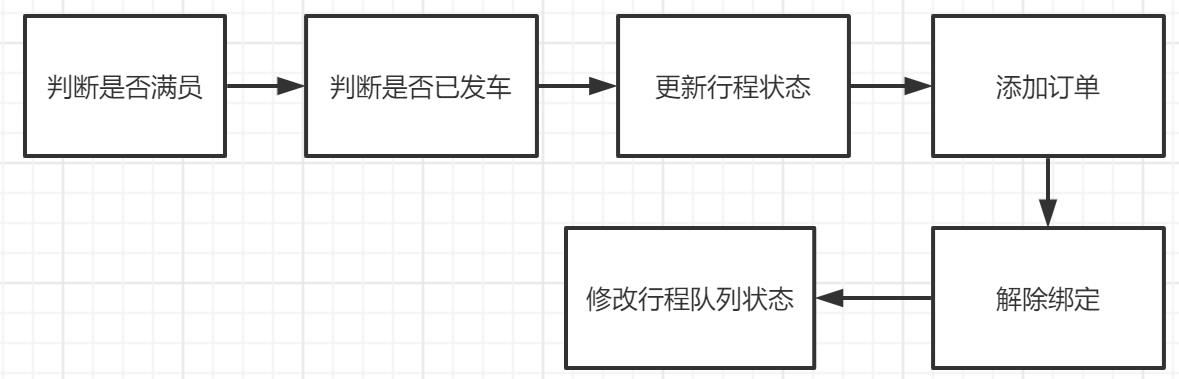 判断是否满员
判断是否已发车
更新行程状态
添加订单
解除绑定
修改行程队列状态